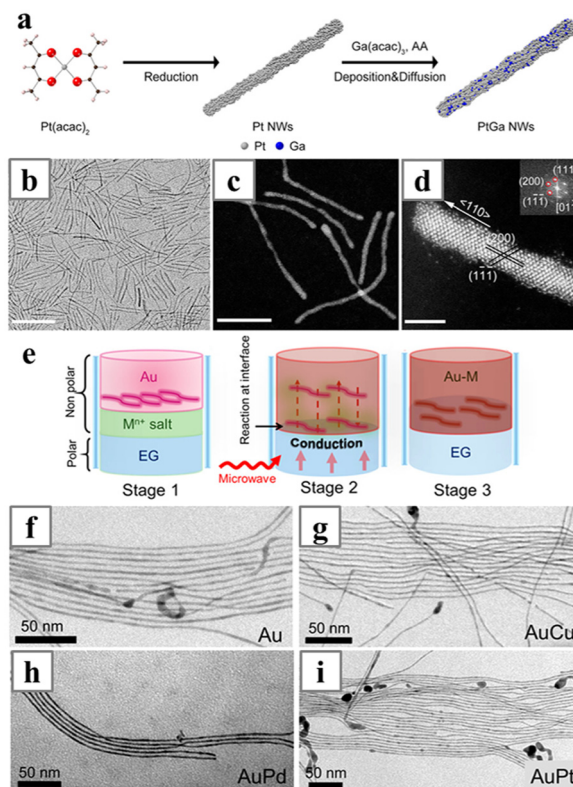 a
Ga(acac)₃, AA
Reduction
Deposition&Diffusion
Pt(acac)₂
Pt NWs
PtGa NWs
Pt Ga
b
c
d
(200)
<110>
(200)
e
Non polar
Polar
Au
Mⁿ⁺ salt
EG
Stage 1
Reaction at interface
Conduction
Microwave
Stage 2
Au-M
EG
Stage 3
f
50 nm
Au
g
50 nm
AuCu
h
50 nm
AuPd
i
50 nm
AuPt